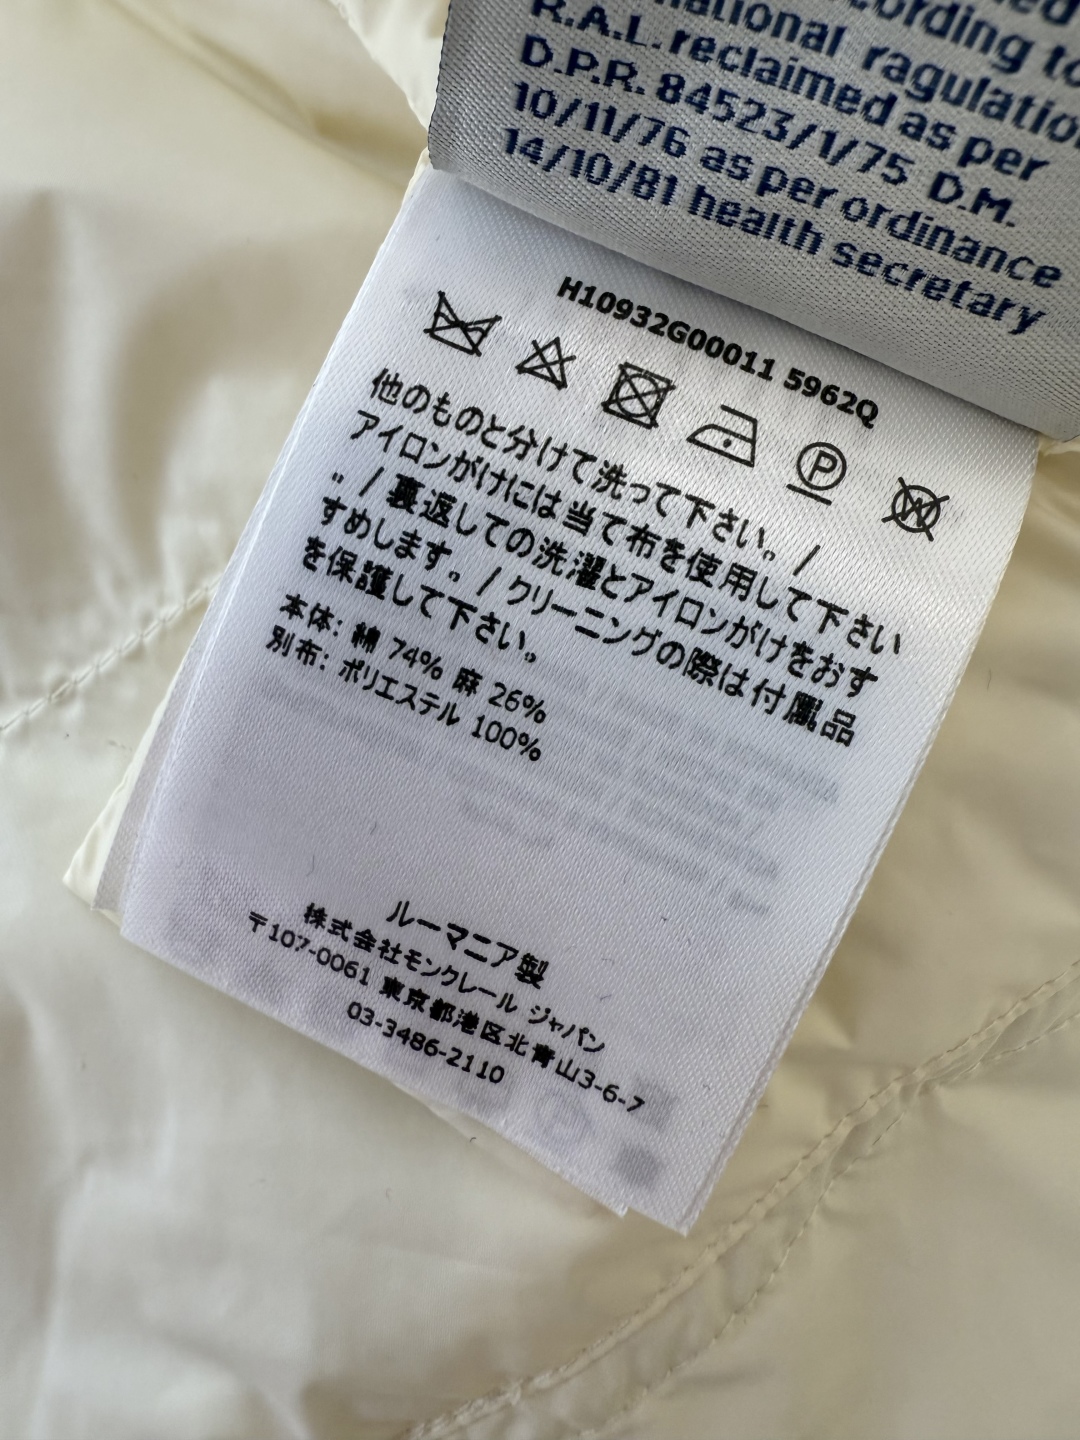 cording to
national ragulatio
R.A.L. reclaimed as per
D.P.R. 84523/1/75 D.M.
10/11/76 as per ordinance
14/10/81 health secretary
H10932G00011 5962Q
P
W
他のものと分けて洗って下さい。/
アイロンがけには当て布を使用して下さい
。/ 裏返しての洗濯とアイロンがけをおす
すめします。/ クリーニングの際は付属品
を保護して下さい。
本体: 綿 74% 麻 26%
別布: ポリエステル 100%
ルーマニア製
株式会社モンクレール ジャパン
〒107-0061 東京都港区北青山3-6-7
03-3486-2110